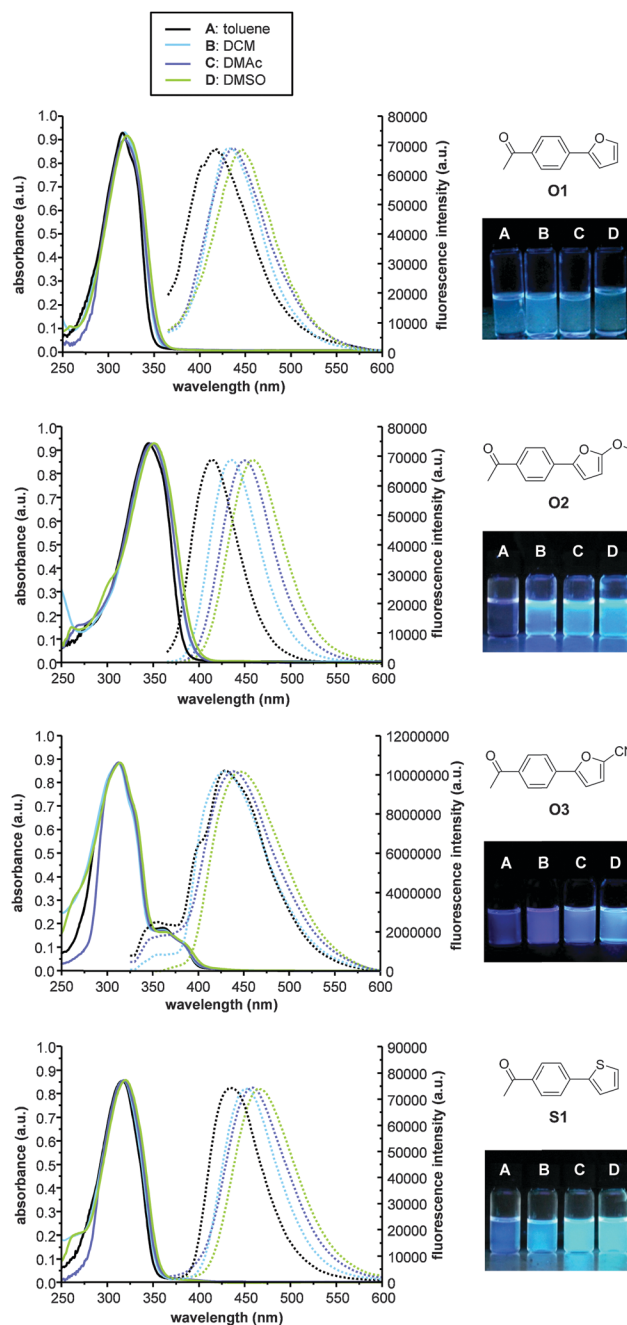 A: toluene
B: DCM
C: DMAc
D: DMSO
absorbance (a.u.)
1.0
0.9
0.8
0.7
0.6
0.5
0.4
0.3
0.2
0.1
0.0
250 300 350 400 450 500 550 600
wavelength (nm)
80000
70000
60000
50000
40000
30000
20000
10000
0
fluorescence intensity (a.u.)
O
O
O1
A B C D
absorbance (a.u.)
1.0
0.9
0.8
0.7
0.6
0.5
0.4
0.3
0.2
0.1
0.0
250 300 350 400 450 500 550 600
wavelength (nm)
80000
70000
60000
50000
40000
30000
20000
10000
0
fluorescence intensity (a.u.)
O
O
O
O2
A B C D
absorbance (a.u.)
1.0
0.9
0.8
0.7
0.6
0.5
0.4
0.3
0.2
0.1
0.0
250 300 350 400 450 500 550 600
wavelength (nm)
12000000
10000000
8000000
6000000
4000000
2000000
0
fluorescence intensity (a.u.)
O
O
CN
O3
A B C D
absorbance (a.u.)
1.0
0.9
0.8
0.7
0.6
0.5
0.4
0.3
0.2
0.1
0.0
250 300 350 400 450 500 550 600
wavelength (nm)
90000
80000
70000
60000
50000
40000
30000
20000
10000
0
fluorescence intensity (a.u.)
O
S
S1
A B C D